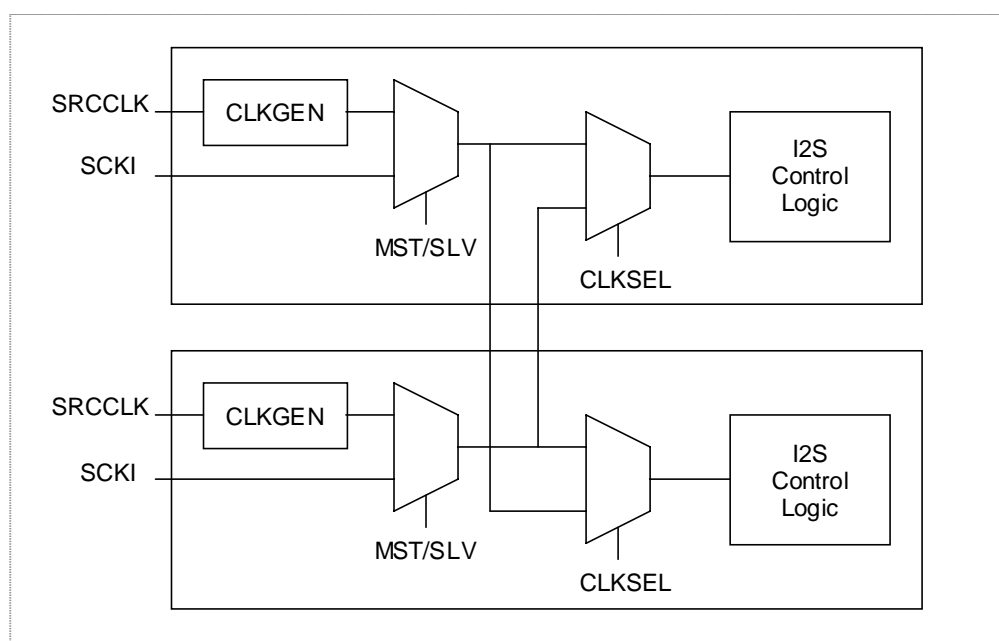 SRCCLK
CLKGEN
SCKI
MST/SLV
CLKSEL
I2S
Control
Logic
SRCCLK
CLKGEN
SCKI
MST/SLV
CLKSEL
I2S
Control
Logic